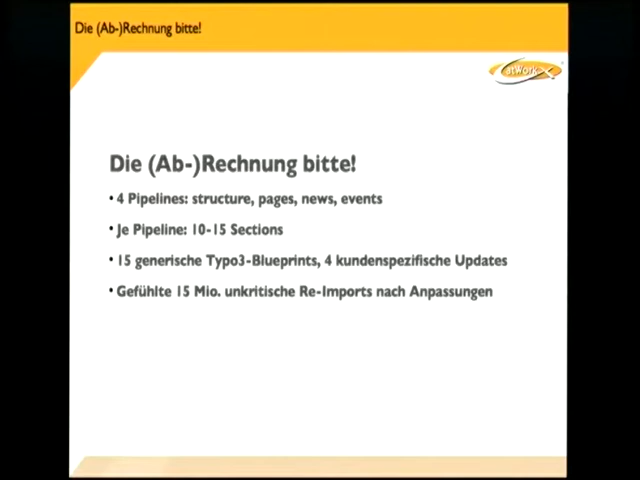 Die (Ab-)Rechnung bitte!
atWork
Die (Ab-)Rechnung bitte!
• 4 Pipelines: structure, pages, news, events
• Je Pipeline: 10-15 Sections
• 15 generische Typo3-Blueprints, 4 kundenspezifische Updates
• Gefühlte 15 Mio. unkritische Re-Imports nach Anpassungen